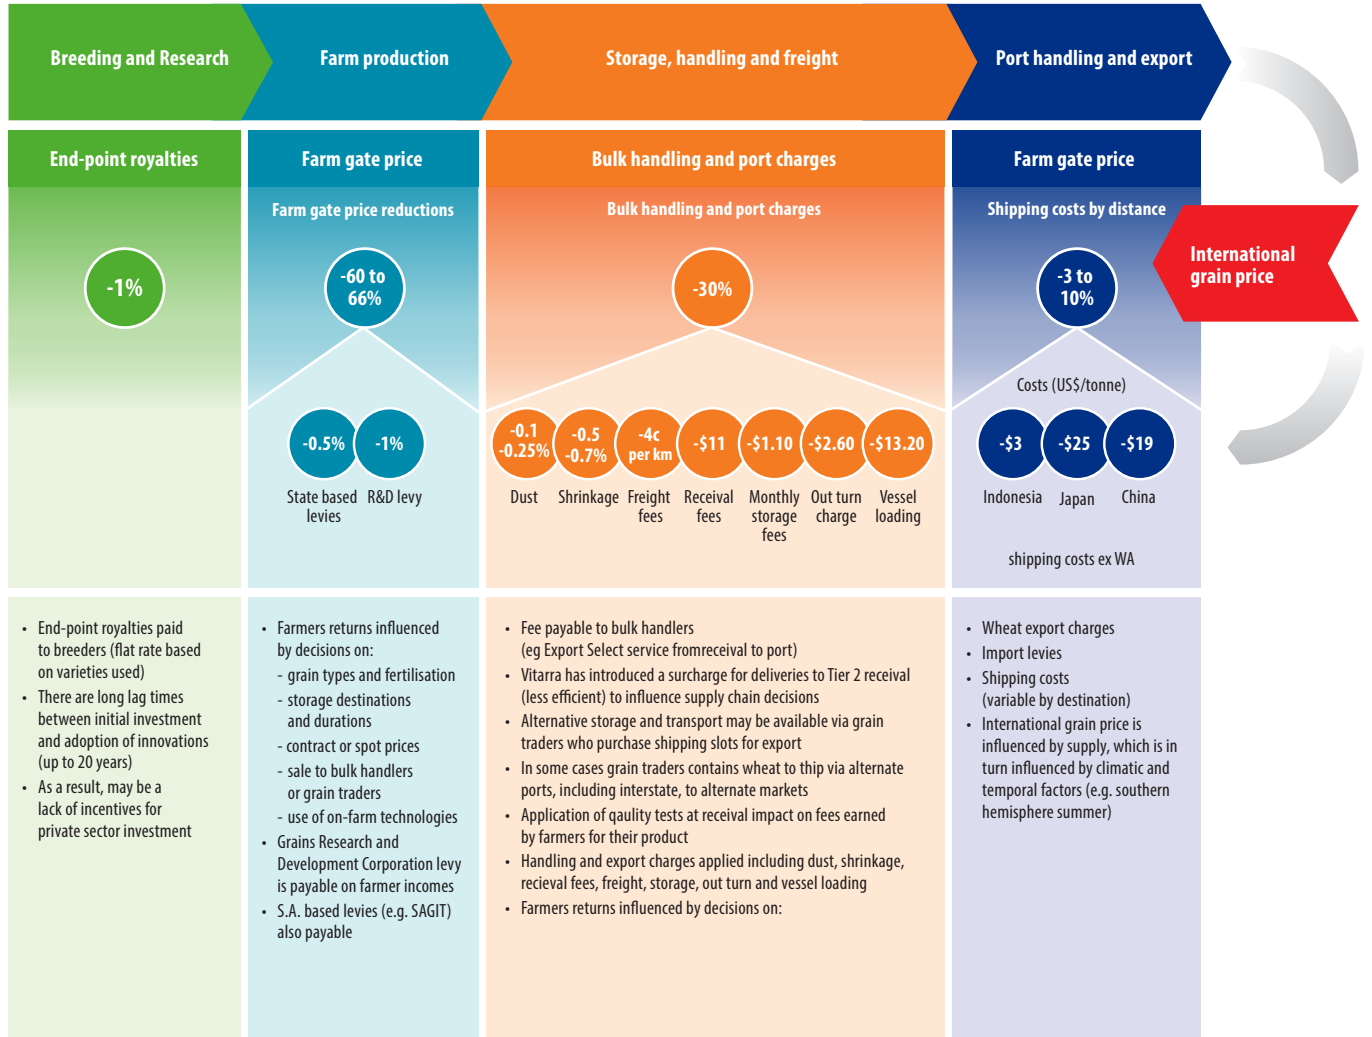 Breeding and Research
Farm production
Storage, handling and freight
Port handling and export
End-point royalties
Farm gate price
Bulk handling and port charges
Farm gate price
Farm gate price reductions
Bulk handling and port charges
Shipping costs by distance
International
grain price
-1%
-60 to
66%
-30%
-3 to
10%
Costs (US$/tonne)
-0.5%
-1%
-0.1
-0.25%
-0.5
-0.7%
-4c
per km
-$11
-$1.10
-$2.60
-$13.20
-$3
-$25
-$19
State based
levies
R&D levy
Dust
Shrinkage
Freight
fees
Receival
fees
Monthly
storage
fees
Out turn
charge
Vessel
loading
Indonesia
Japan
China
shipping costs ex WA
• End-point royalties paid
to breeders (flat rate based
on varieties used)
• There are long lag times
between initial investment
and adoption of innovations
(up to 20 years)
• As a result, may be a
lack of incentives for
private sector investment
• Farmers returns influenced
by decisions on:
- grain types and fertilisation
- storage destinations
and durations
- contract or spot prices
- sale to bulk handlers
or grain traders
- use of on-farm technologies
• Grains Research and
Development Corporation levy
is payable on farmer incomes
• S.A. based levies (e.g. SAGIT)
also payable
• Fee payable to bulk handlers
(eg Export Select service fromreceival to port)
• Vitarra has introduced a surcharge for deliveries to Tier 2 receival
(less efficient) to influence supply chain decisions
• Alternative storage and transport may be available via grain
traders who purchase shipping slots for export
• In some cases grain traders contains wheat to thip via alternate
ports, including interstate, to alternate markets
• Application of qaulity tests at receival impact on fees earned
by farmers for their product
• Handling and export charges applied including dust, shrinkage,
recieval fees, freight, storage, out turn and vessel loading
• Farmers returns influenced by decisions on:
• Wheat export charges
• Import levies
• Shipping costs
(variable by destination)
• International grain price is
influenced by supply, which is in
turn influenced by climatic and
temporal factors (e.g. southern
hemisphere summer)